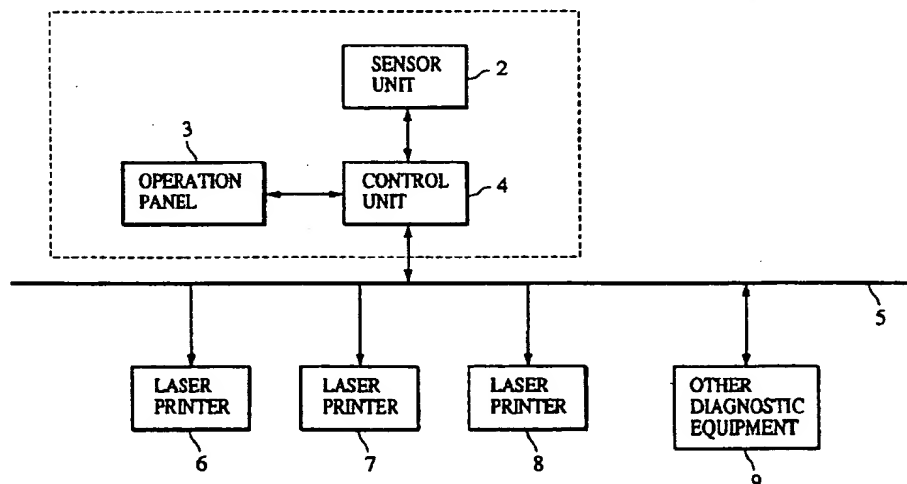 SENSOR
UNIT
2
3
OPERATION
PANEL
CONTROL
UNIT
4
5
LASER
PRINTER
LASER
PRINTER
LASER
PRINTER
OTHER
DIAGNOSTIC
EQUIPMENT
6
7
8
9